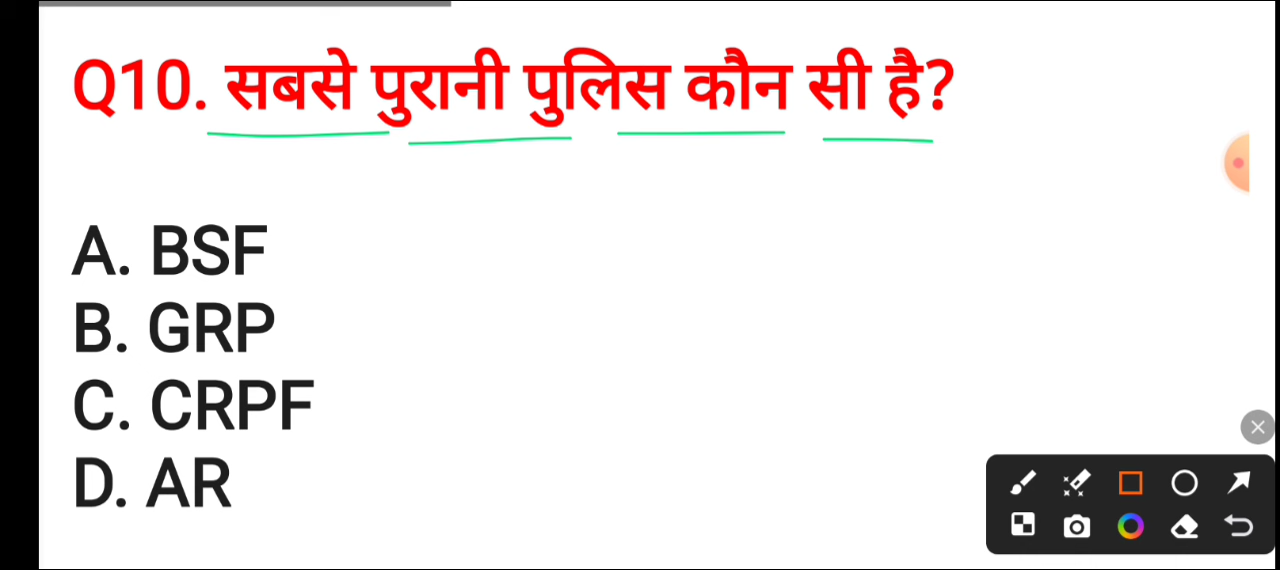 Q10. सबसे पुरानी पुलिस कौन सी है?
A. BSF
B. GRP
C. CRPF
D. AR